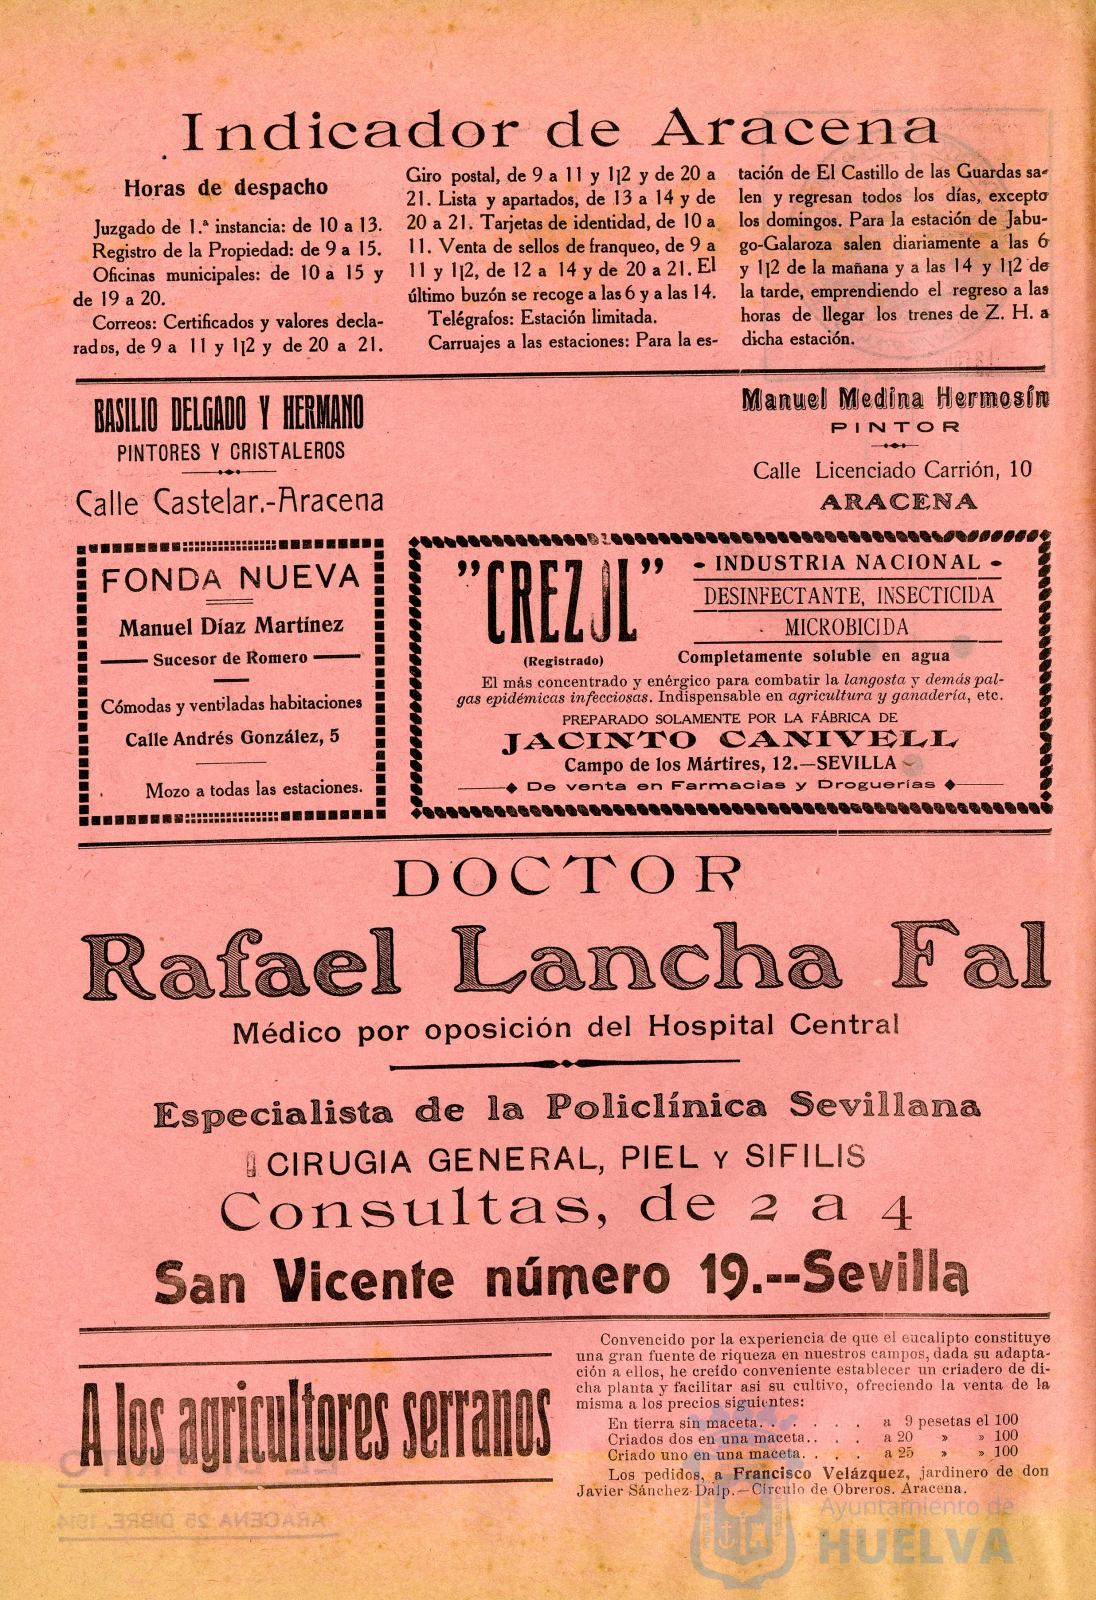 Indicador de Aracena
Horas de despacho
Juzgado de 1.ª instancia: de 10 a 13.
Registro de la Propiedad: de 9 a 15.
Oficinas municipales: de 10 a 15 y
de 19 a 20.
Correos: Certificados y valores decla-
rados, de 9 a 11 y 1|2 y de 20 a 21.
Giro postal, de 9 a 11 y 1|2 y de 20 a
21. Lista y apartados, de 13 a 14 y de
20 a 21. Tarjetas de identidad, de 10 a
11. Venta de sellos de franqueo, de 9 a
11 y 1|2, de 12 a 14 y de 20 a 21. El
último buzón se recoge a las 6 y a las 14.
Telégrafos: Estación limitada.
Carruajes a las estaciones: Para la es-
tación de El Castillo de las Guardas sa-
len y regresan todos los días, excepto
los domingos. Para la estación de Jabu-
go-Galaroza salen diariamente a las 6
y 1|2 de la mañana y a las 14 y 1|2 de
la tarde, emprendiendo el regreso a las
horas de llegar los trenes de Z. H. a
dicha estación.
BASILIO DELGADO Y HERMANO
PINTORES Y CRISTALEROS
Calle Castelar.-Aracena
Manuel Medina Hermosín
PINTOR
Calle Licenciado Carrión, 10
ARACENA
FONDA NUEVA
Manuel Díaz Martínez
Sucesor de Romero
Cómodas y ventiladas habitaciones
Calle Andrés González, 5
Mozo a todas las estaciones.
"CREZOL"
(Registrado)
- INDUSTRIA NACIONAL -
DESINFECTANTE, INSECTICIDA
MICROBICIDA
Completamente soluble en agua
El más concentrado y enérgico para combatir la langosta y demás pal-
gas epidémicas infecciosas. Indispensable en agricultura y ganadería, etc.
PREPARADO SOLAMENTE POR LA FÁBRICA DE
JACINTO CANIVELL
Campo de los Mártires, 12.—SEVILLA
De venta en Farmacias y Droguerías
DOCTOR
Rafael Lancha Fal
Médico por oposición del Hospital Central
Especialista de la Policlínica Sevillana
CIRUGIA GENERAL, PIEL Y SIFILIS
Consultas, de 2 a 4
San Vicente número 19.--Sevilla
A los agricultores serranos
Convencido por la experiencia de que el eucalipto constituye
una gran fuente de riqueza en nuestros campos, dada su adapta-
ción a ellos, he creído conveniente establecer un criadero de di-
cha planta y facilitar asi su cultivo, ofreciendo la venta de la
misma a los precios siguientes:
En tierra sin maceta. . . . . . a 9 pesetas el 100
Criados dos en una maceta. . . . a 20 » » 100
Criado uno en una maceta. . . . a 25 » » 100
Los pedidos, a Francisco Velázquez, jardinero de don
Javier Sánchez-Dalp.—Círculo de Obreros. Aracena.
EL DISTRITO
ARACENA 25 DIBRE. 1914
Ayuntamiento de
HUELVA